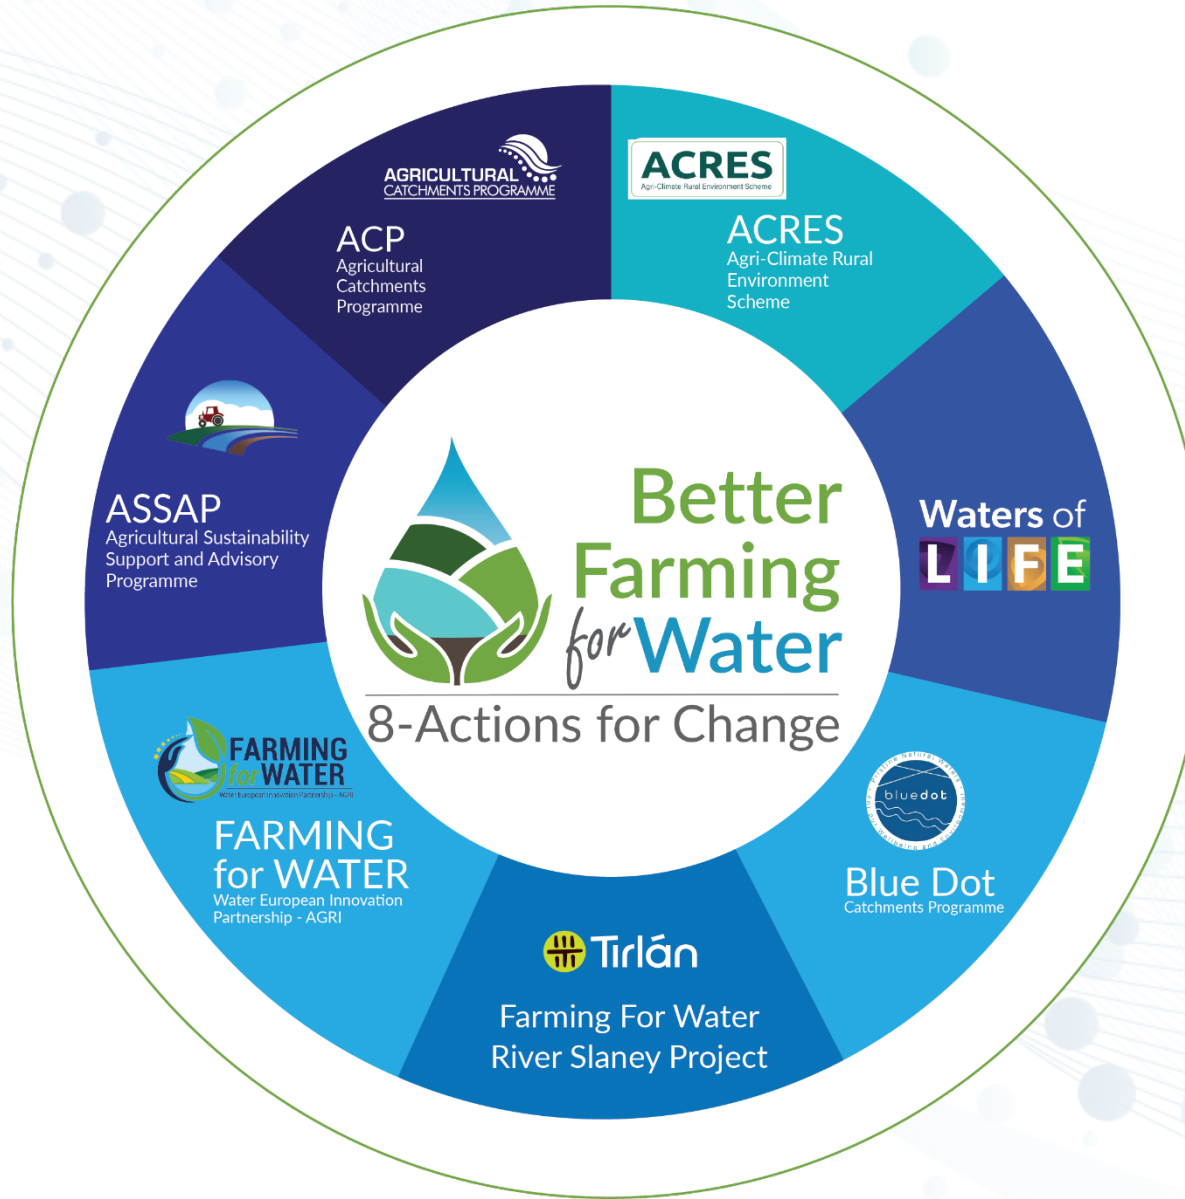 AGRICULTURAL
CATCHMENTS PROGRAMME
ACP
Agricultural
Catchments
Programme
ACRES
Agri-Climate Rural Environment Scheme
ACRES
Agri-Climate Rural
Environment
Scheme
Waters of
LIFE
bluedot
Blue Dot
Catchments Programme
Tirlán
Farming For Water
River Slaney Project
FARMING
for WATER
Water European Innovation Partnership - AGRI
FARMING
for WATER
Water European Innovation
Partnership - AGRI
ASSAP
Agricultural Sustainability
Support and Advisory
Programme
Better
Farming
for Water
8-Actions for Change